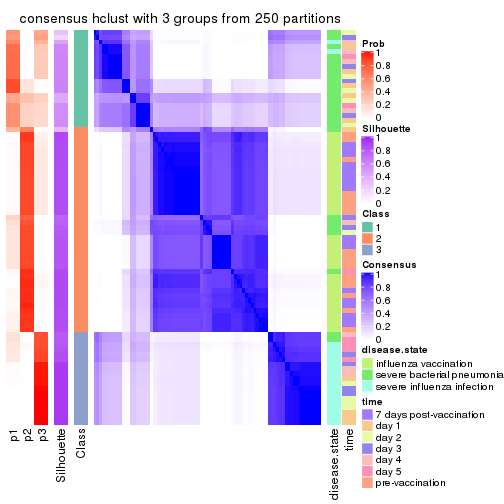 consensus hclust with 3 groups from 250 partitions
Prob
1
0.8
0.6
0.4
0.2
0
Silhouette
1
0.8
0.6
0.4
0.2
0
Class
1
2
3
Consensus
1
0.8
0.6
0.4
0.2
0
disease.state
influenza vaccination
severe bacterial pneumonia
severe influenza infection
time
7 days post-vaccination
day 1
day 2
day 3
day 4
day 5
pre-vaccination
p1
p2
p3
Silhouette
Class
disease.state
time